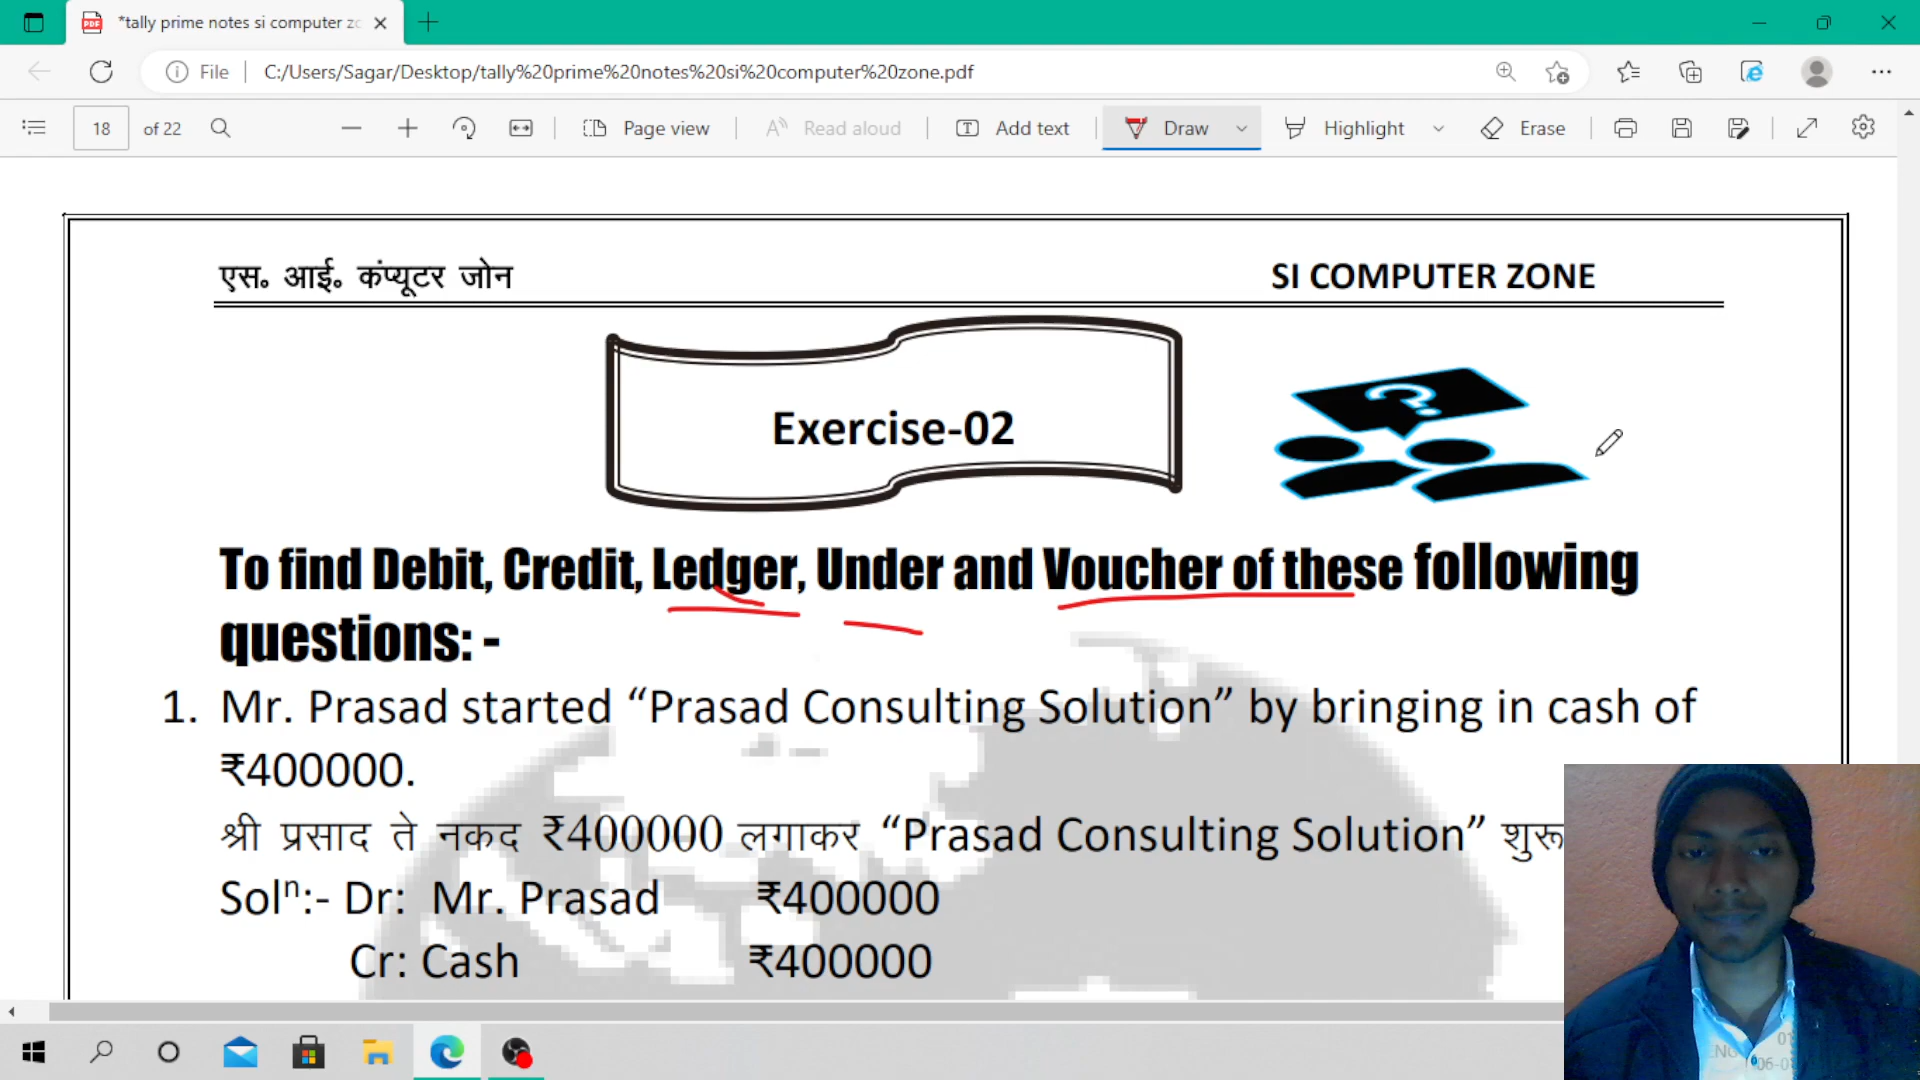 *tally prime notes si computer zo
File
C:/Users/Sagar/Desktop/tally%20prime%20notes%20si%20computer%20zone.pdf
18 of 22
Page view
Read aloud
Add text
Draw
Highlight
Erase
एस॰ आई॰ कंप्यूटर जोन
SI COMPUTER ZONE
Exercise-02
To find Debit, Credit, Ledger, Under and Voucher of these following
questions: -
1. Mr. Prasad started “Prasad Consulting Solution” by bringing in cash of
₹400000.
श्री प्रसाद ते नकद ₹400000 लगाकर “Prasad Consulting Solution” शुरू
Solⁿ:- Dr: Mr. Prasad ₹400000
Cr: Cash ₹400000